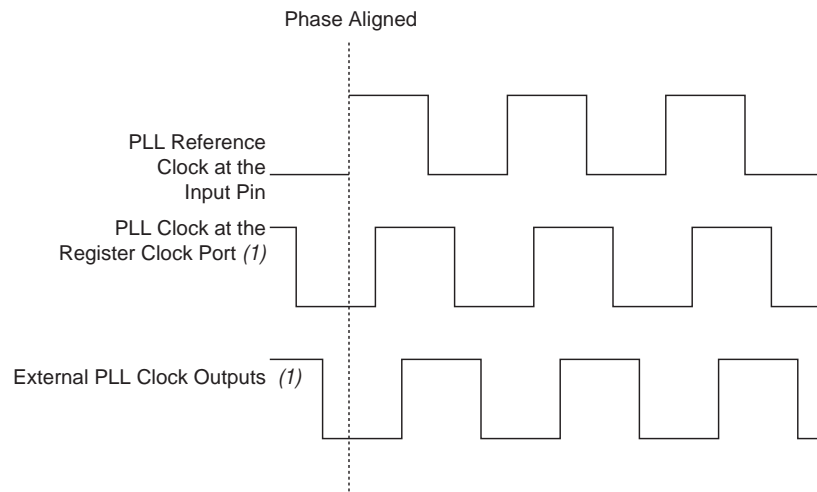 Phase Aligned
PLL Reference
Clock at the
Input Pin
PLL Clock at the
Register Clock Port (1)
External PLL Clock Outputs (1)